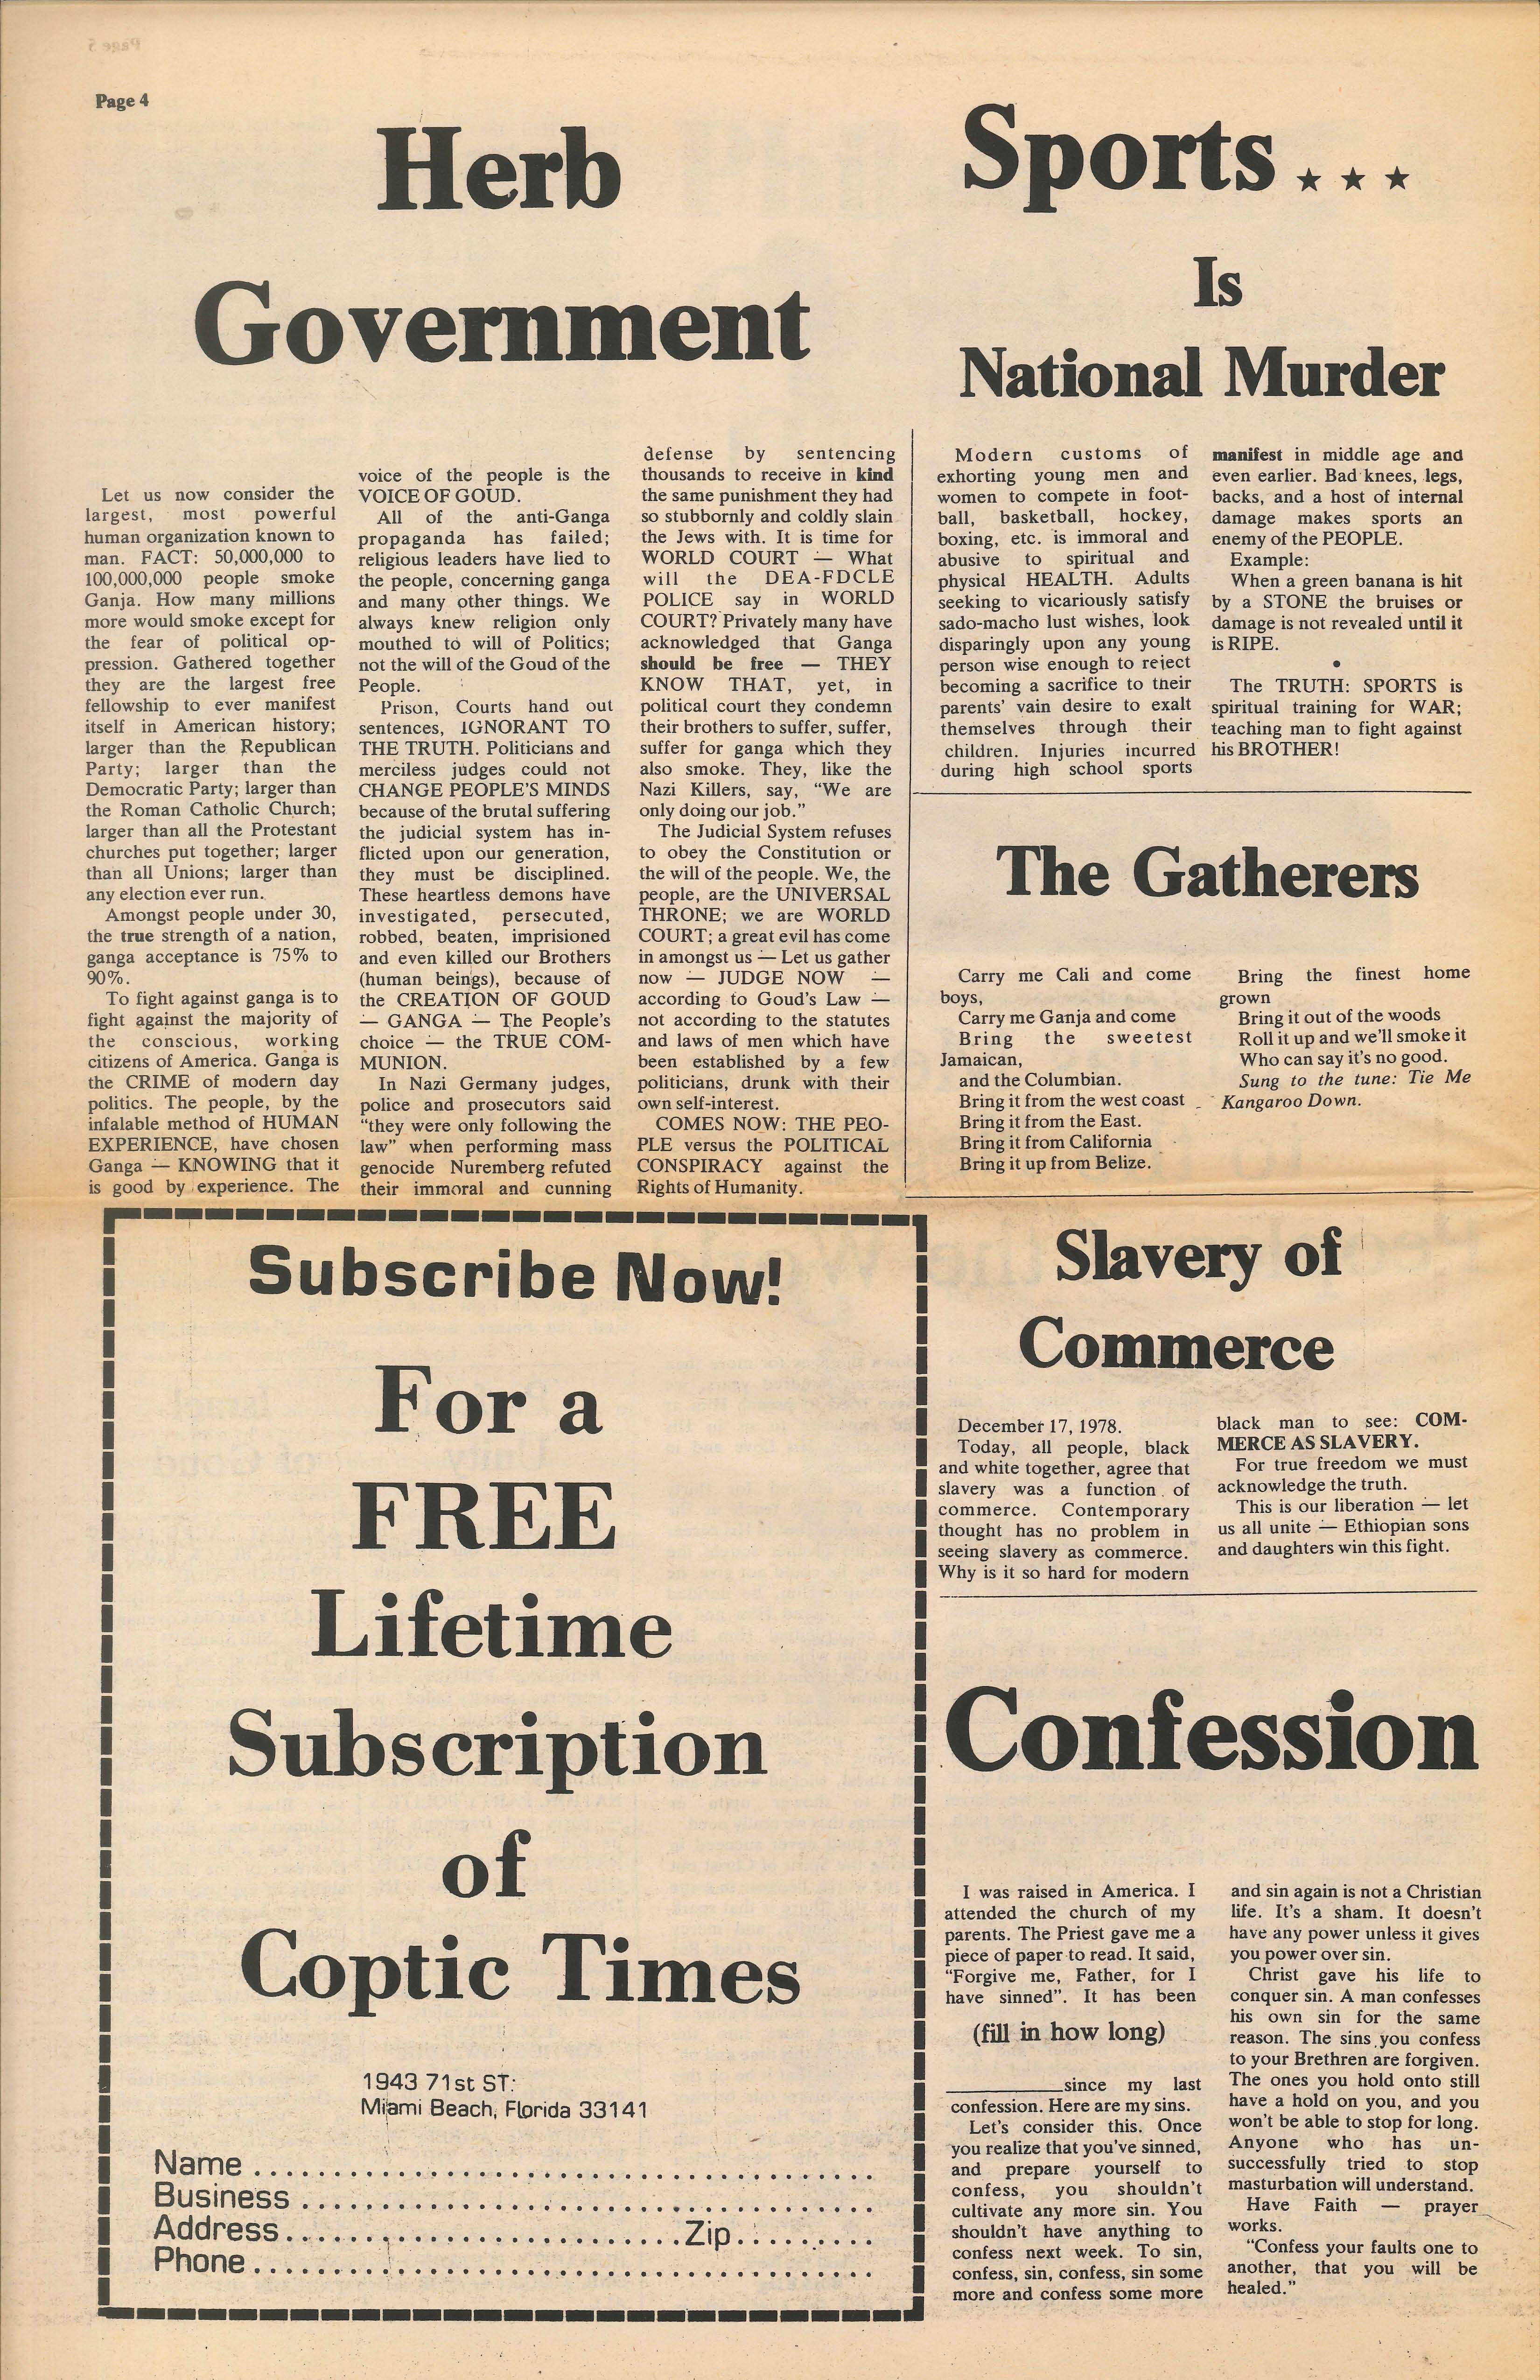 Page 4
Herb
Government
Let us now consider the
largest, most powerful
human organization known to
man. FACT: 50,000,000 to
100,000,000 people smoke
Ganja. How many millions
more would smoke except for
the fear of political op-
pression. Gathered together
they are the largest free
fellowship to ever manifest
itself in American history;
larger than the Republican
Party; larger than the
Democratic Party; larger than
the Roman Catholic Church;
larger than all the Protestant
churches put together; larger
than all Unions; larger than
any election ever run.
Amongst people under 30,
the true strength of a nation,
ganga acceptance is 75% to
90%.
To fight against ganga is to
fight against the majority of
the conscious, working
citizens of America. Ganga is
the CRIME of modern day
politics. The people, by the
infalable method of HUMAN
EXPERIENCE, have chosen
Ganga — KNOWING that it
is good by experience. The
voice of the people is the
VOICE OF GOUD.
All of the anti-Ganga
propaganda has failed;
religious leaders have lied to
the people, concerning ganga
and many other things. We
always knew religion only
mouthed to will of Politics;
not the will of the Goud of the
People.
Prison, Courts hand out
sentences, IGNORANT TO
THE TRUTH. Politicians and
merciless judges could not
CHANGE PEOPLE'S MINDS
because of the brutal suffering
the judicial system has in-
flicted upon our generation,
they must be disciplined.
These heartless demons have
investigated, persecuted,
robbed, beaten, imprisioned
and even killed our Brothers
(human beings), because of
the CREATION OF GOUD
— GANGA — The People's
choice — the TRUE COM-
MUNION.
In Nazi Germany judges,
police and prosecutors said
"they were only following the
law" when performing mass
genocide Nuremberg refuted
their immoral and cunning
defense by sentencing
thousands to receive in kind
the same punishment they had
so stubbornly and coldly slain
the Jews with. It is time for
WORLD COURT — What
will the DEA-FDCLE
POLICE say in WORLD
COURT? Privately many have
acknowledged that Ganga
should be free — THEY
KNOW THAT, yet, in
political court they condemn
their brothers to suffer, suffer,
suffer for ganga which they
also smoke. They, like the
Nazi Killers, say, "We are
only doing our job."
The Judicial System refuses
to obey the Constitution or
the will of the people. We, the
people, are the UNIVERSAL
THRONE; we are WORLD
COURT; a great evil has come
in amongst us — Let us gather
now — JUDGE NOW —
according to Goud's Law —
not according to the statutes
and laws of men which have
been established by a few
politicians, drunk with their
own self-interest.
COMES NOW: THE PEO-
PLE versus the POLITICAL
CONSPIRACY against the
Rights of Humanity.
Sports . . .
Is
National Murder
Modern customs of
exhorting young men and
women to compete in foot-
ball, basketball, hockey,
boxing, etc. is immoral and
abusive to spiritual and
physical HEALTH. Adults
seeking to vicariously satisfy
sado-macho lust wishes, look
disparingly upon any young
person wise enough to reject
becoming a sacrifice to their
parents' vain desire to exalt
themselves through their
children. Injuries incurred
during high school sports
manifest in middle age and
even earlier. Bad knees, legs,
backs, and a host of internal
damage makes sports an
enemy of the PEOPLE.
Example:
When a green banana is hit
by a STONE the bruises or
damage is not revealed until it
is RIPE.
•
The TRUTH: SPORTS is
spiritual training for WAR;
teaching man to fight against
his BROTHER!
The Gatherers
Carry me Cali and come
boys,
Carry me Ganja and come
Bring the sweetest
Jamaican,
and the Columbian.
Bring it from the west coast
Bring it from the East.
Bring it from California
Bring it up from Belize.
Bring the finest home
grown
Bring it out of the woods
Roll it up and we'll smoke it
Who can say it's no good.
Sung to the tune: Tie Me
Kangaroo Down.
Subscribe Now!
For a
FREE
Lifetime
Subscription
of
Coptic Times
1943 71st ST:
Miami Beach, Florida 33141
Name
Business
Address Zip
Phone
Slavery of
Commerce
December 17, 1978.
Today, all people, black
and white together, agree that
slavery was a function of
commerce. Contemporary
thought has no problem in
seeing slavery as commerce.
Why is it so hard for modern
black man to see: COM-
MERCE AS SLAVERY.
For true freedom we must
acknowledge the truth.
This is our liberation — let
us all unite — Ethiopian sons
and daughters win this fight.
Confession
I was raised in America. I
attended the church of my
parents. The Priest gave me a
piece of paper to read. It said,
"Forgive me, Father, for I
have sinned". It has been
(fill in how long)
___________since my last
confession. Here are my sins.
Let's consider this. Once
you realize that you've sinned,
and prepare yourself to
confess, you shouldn't
cultivate any more sin. You
shouldn't have anything to
confess next week. To sin,
confess, sin, confess, sin some
more and confess some more
and sin again is not a Christian
life. It's a sham. It doesn't
have any power unless it gives
you power over sin.
Christ gave his life to
conquer sin. A man confesses
his own sin for the same
reason. The sins you confess
to your Brethren are forgiven.
The ones you hold onto still
have a hold on you, and you
won't be able to stop for long.
Anyone who has un-
successfully tried to stop
masturbation will understand.
Have Faith — prayer
works.
"Confess your faults one to
another, that you will be
healed."